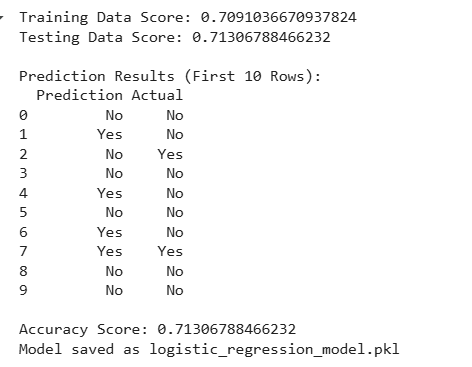 Training Data Score: 0.7091036670937824
Testing Data Score: 0.71306788466232
Prediction Results (First 10 Rows):
Prediction Actual
0 No No
1 Yes No
2 No Yes
3 No No
4 Yes No
5 No No
6 Yes No
7 Yes Yes
8 No No
9 No No
Accuracy Score: 0.71306788466232
Model saved as logistic_regression_model.pkl